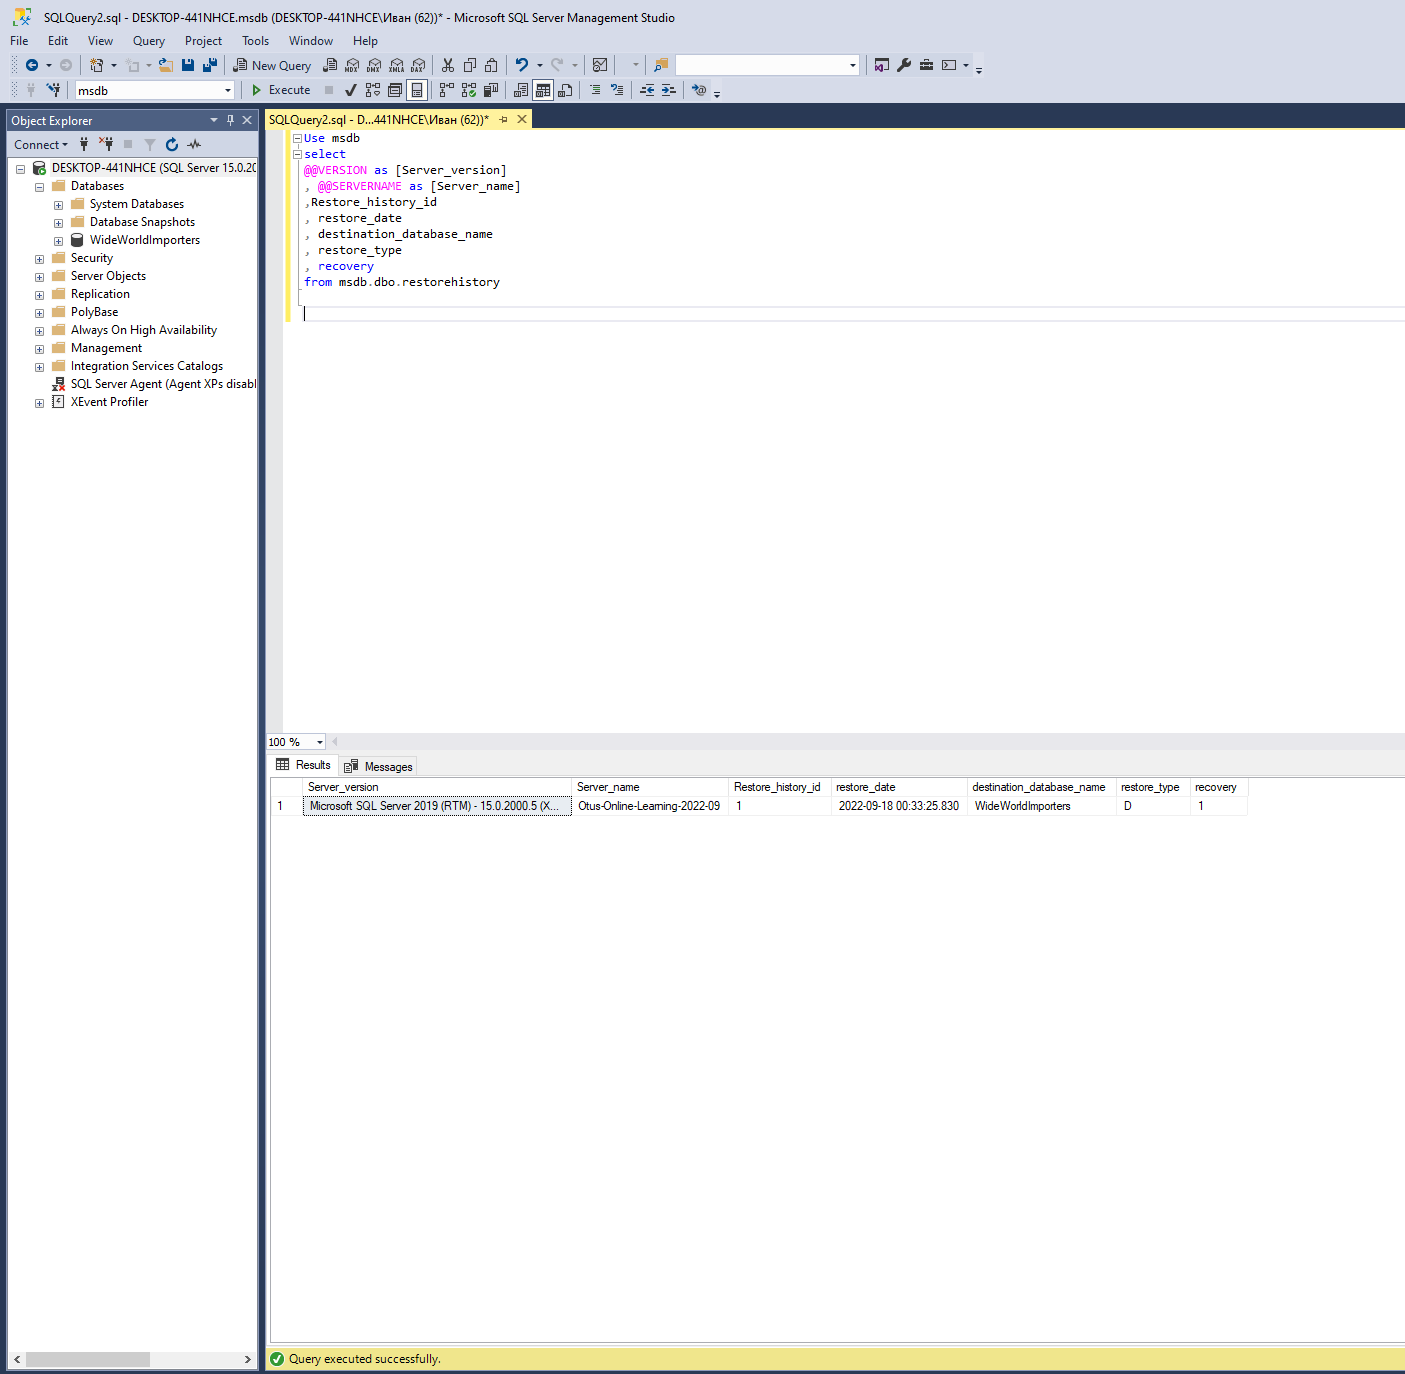 SQLQuery2.sql - DESKTOP-441NHCE.msdb (DESKTOP-441NHCE\Иван (62))* - Microsoft SQL Server Management Studio
File Edit View Query Project Tools Window Help
New Query MDX DMX XMLA DAX
msdb Execute
Object Explorer
Connect
DESKTOP-441NHCE (SQL Server 15.0.20
Databases
System Databases
Database Snapshots
WideWorldImporters
Security
Server Objects
Replication
PolyBase
Always On High Availability
Management
Integration Services Catalogs
SQL Server Agent (Agent XPs disabl
XEvent Profiler
SQLQuery2.sql - D...441NHCE\Иван (62))*
Use msdb
select
@@VERSION as [Server_version]
, @@SERVERNAME as [Server_name]
,Restore_history_id
, restore_date
, destination_database_name
, restore_type
, recovery
from msdb.dbo.restorehistory
100 %
Results Messages
Server_version Server_name Restore_history_id restore_date destination_database_name restore_type recovery
1 Microsoft SQL Server 2019 (RTM) - 15.0.2000.5 (X... Otus-Online-Learning-2022-09 1 2022-09-18 00:33:25.830 WideWorldImporters D 1
Query executed successfully.